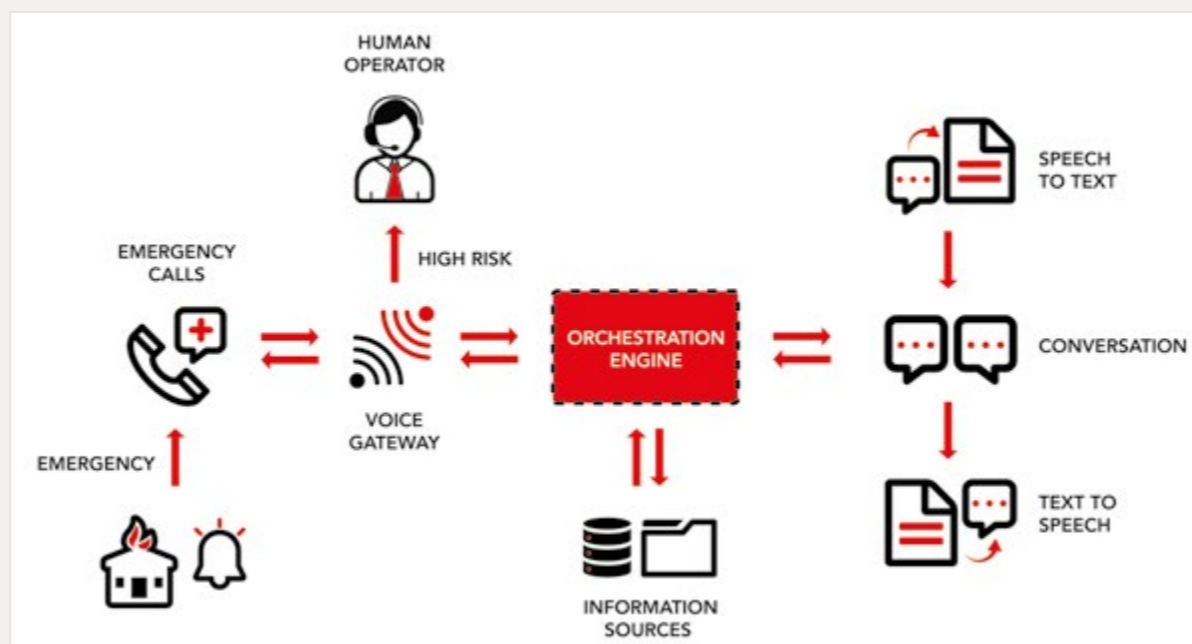 HUMAN
OPERATOR
HIGH RISK
EMERGENCY
CALLS
VOICE
GATEWAY
EMERGENCY
ORCHESTRATION
ENGINE
INFORMATION
SOURCES
SPEECH
TO TEXT
CONVERSATION
TEXT TO
SPEECH